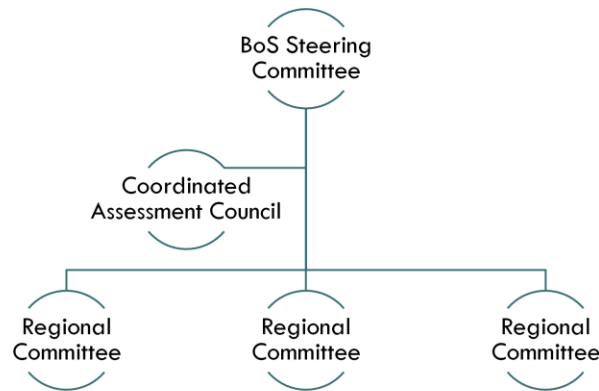 BoS Steering
Committee
Coordinated
Assessment Council
Regional
Committee
Regional
Committee
Regional
Committee